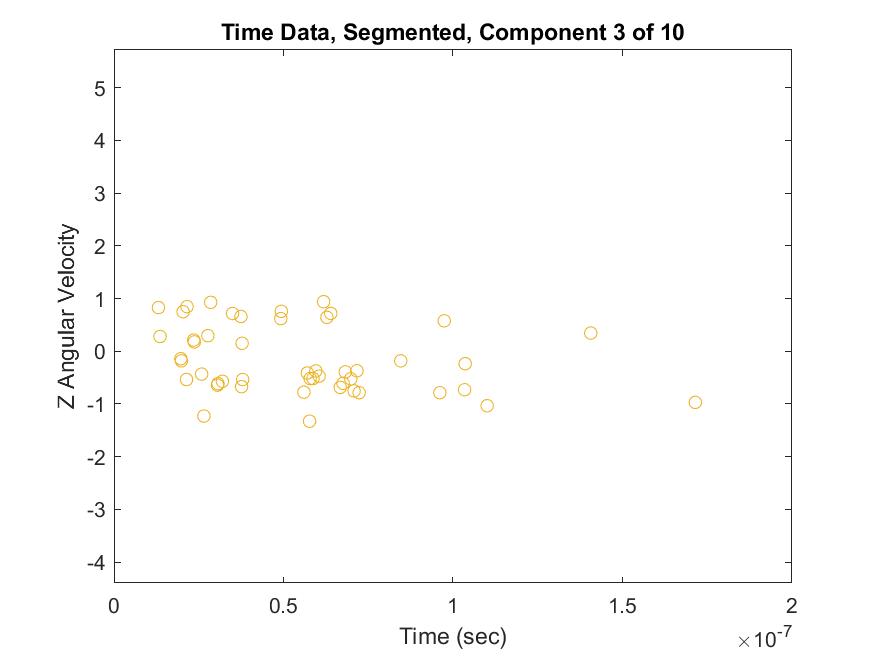 Time Data, Segmented, Component 3 of 10
5
4
3
2
1
0
-1
-2
-3
-4
Z Angular Velocity
0 0.5 1 1.5 2
Time (sec)
×10-7